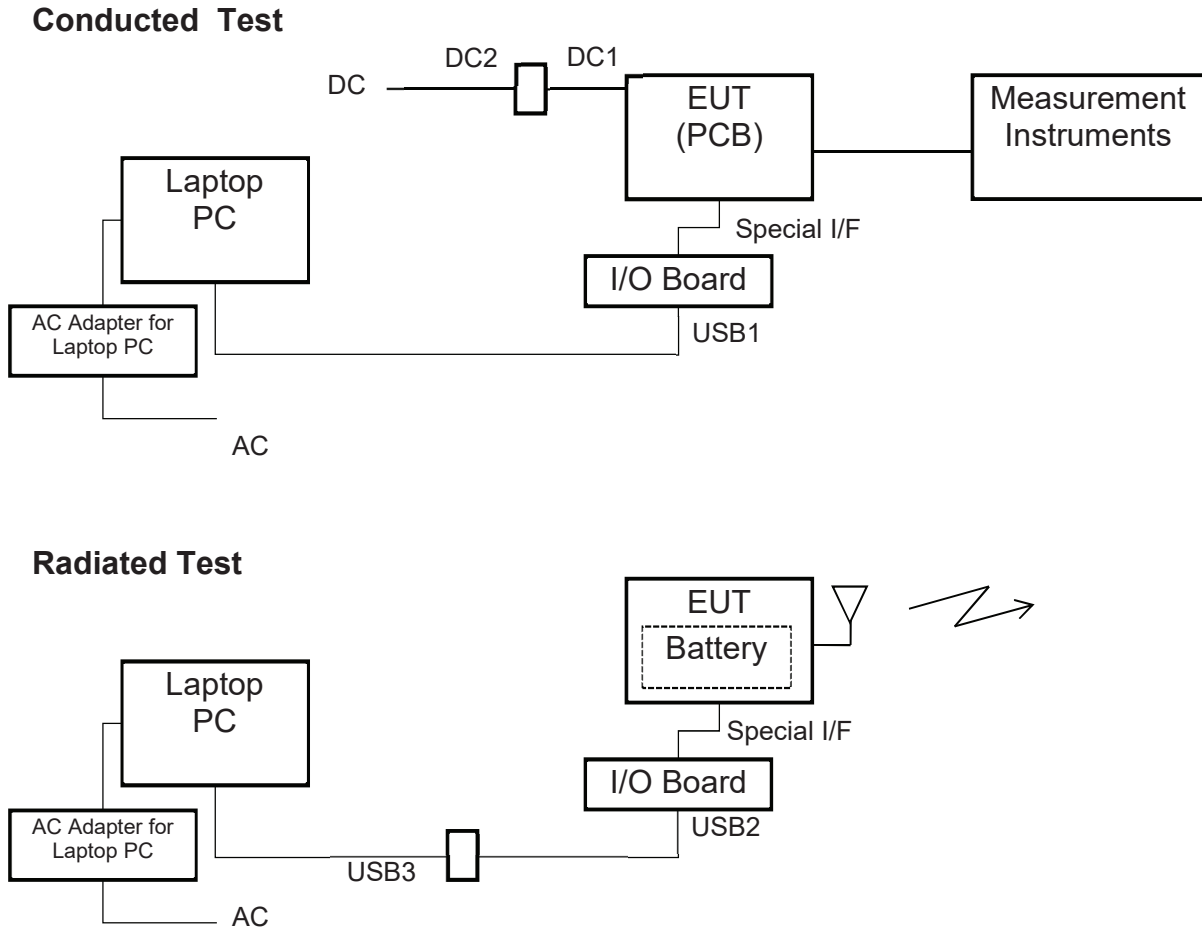 Conducted Test
DC2
DC1
DC
EUT
(PCB)
Measurement
Instruments
Laptop
PC
Special I/F
I/O Board
AC Adapter for
Laptop PC
USB1
AC
Radiated Test
EUT
Battery
Laptop
PC
Special I/F
I/O Board
AC Adapter for
Laptop PC
USB2
USB3
AC